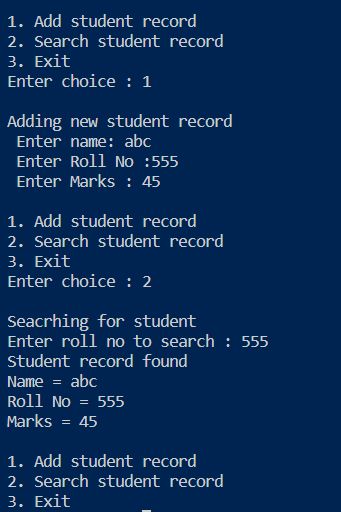 1. Add student record
2. Search student record
3. Exit
Enter choice : 1
Adding new student record
Enter name: abc
Enter Roll No :555
Enter Marks : 45
1. Add student record
2. Search student record
3. Exit
Enter choice : 2
Seacrhing for student
Enter roll no to search : 555
Student record found
Name = abc
Roll No = 555
Marks = 45
1. Add student record
2. Search student record
3. Exit